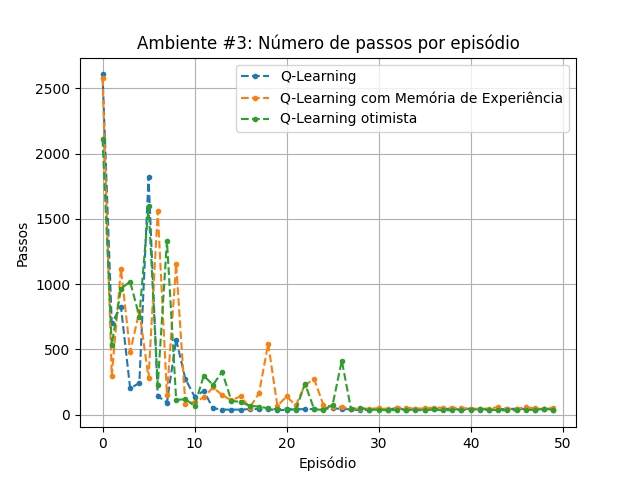 Ambiente #3: Número de passos por episódio
Q-Learning
Q-Learning com Memória de Experiência
Q-Learning otimista
2500
2000
1500
1000
500
0
Passos
0 10 20 30 40 50
Episódio